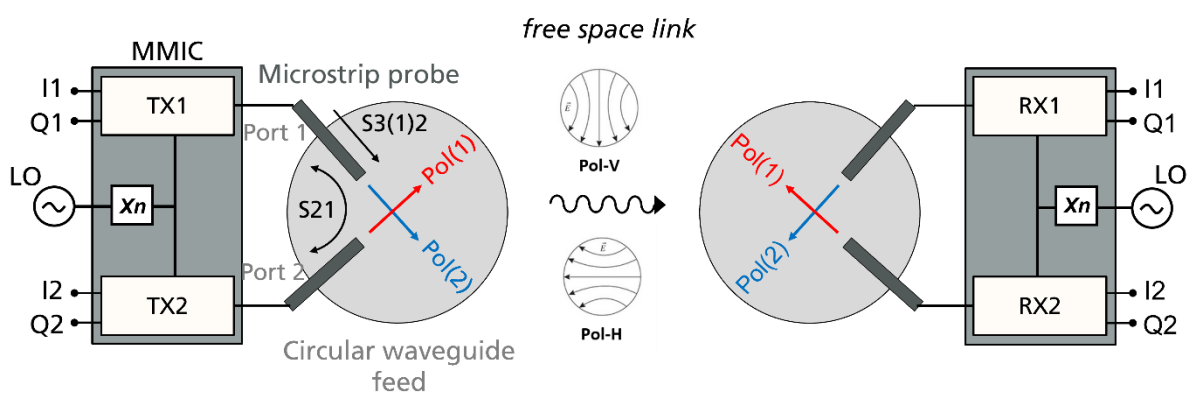 free space link
MMIC
I1
Q1
TX1
LO
Xn
I2
Q2
TX2
Microstrip probe
Port 1
S3(1)2
Pol(1)
S21
Pol(2)
Port 2
Circular waveguide
feed
E
Pol-V
E
Pol-H
Pol(1)
Pol(2)
RX1
I1
Q1
LO
Xn
RX2
I2
Q2